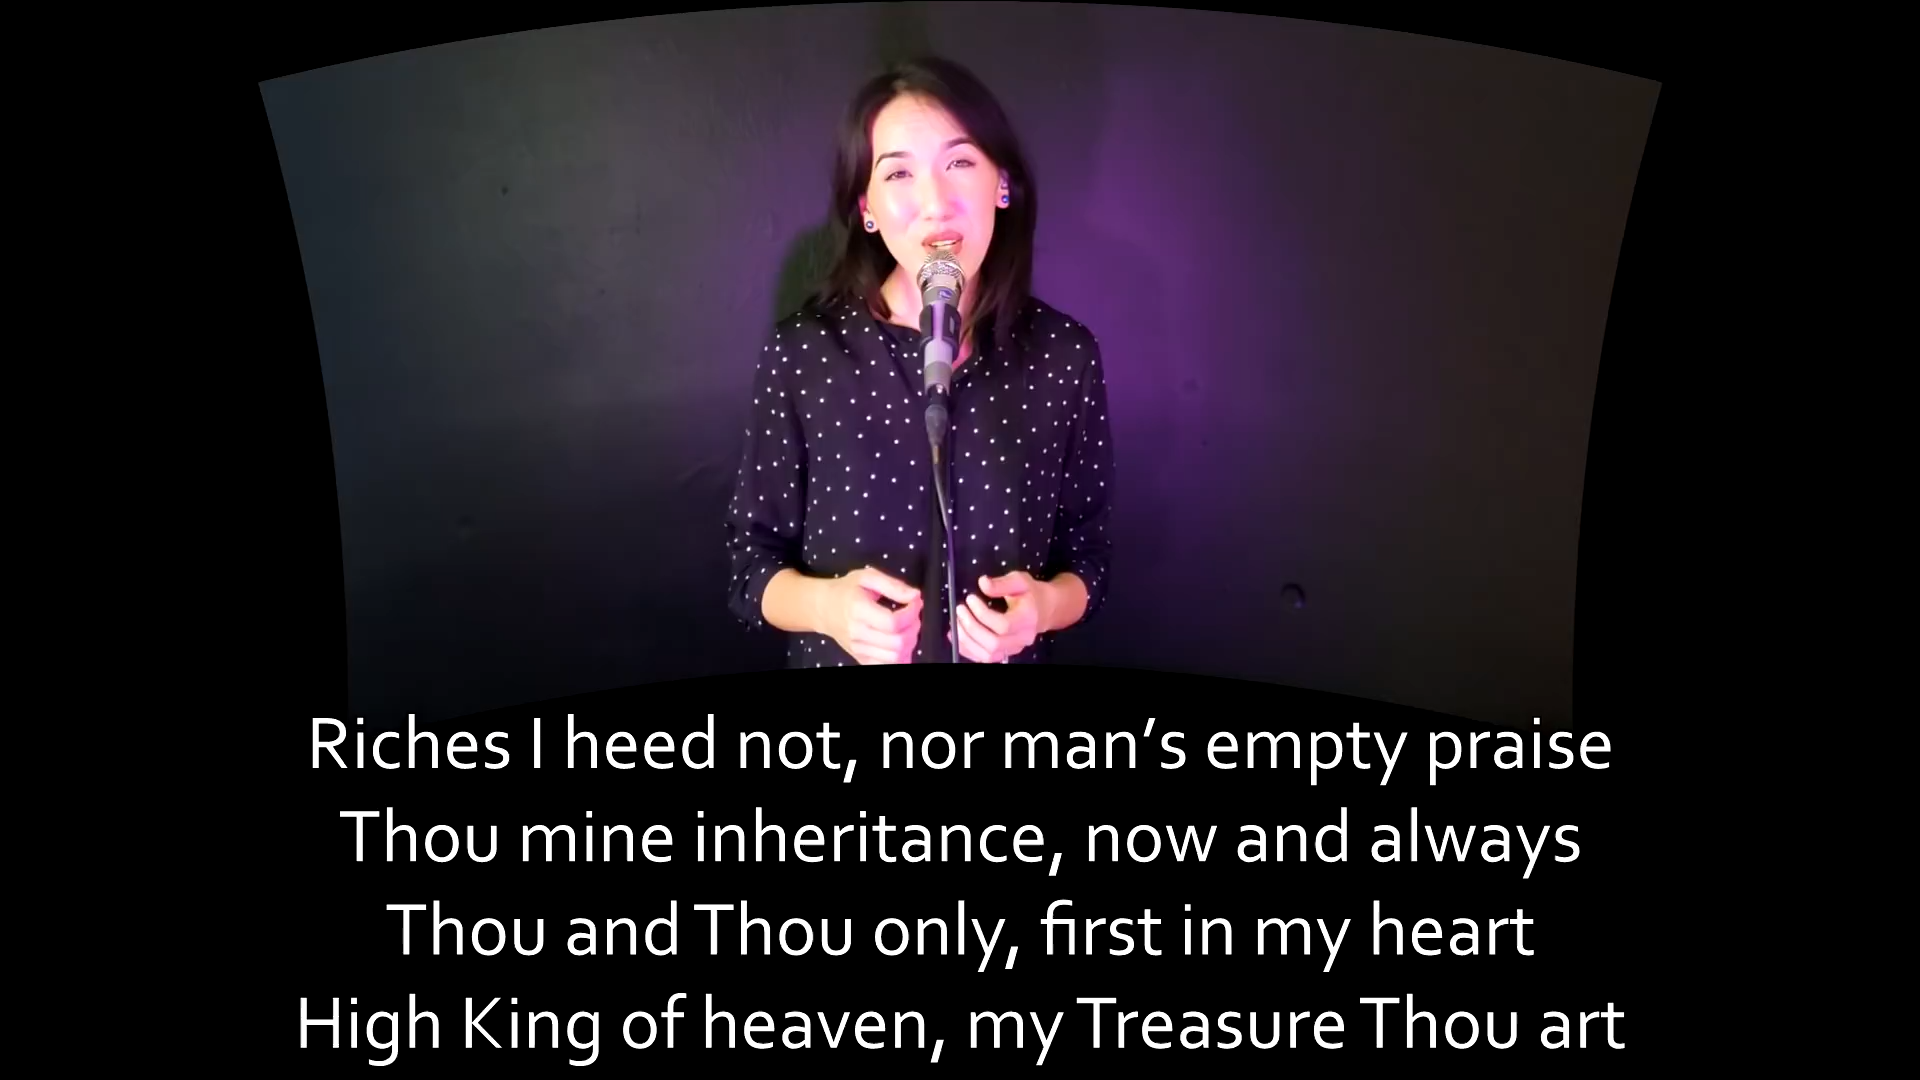 Riches I heed not, nor man’s empty praise
Thou mine inheritance, now and always
Thou and Thou only, first in my heart
High King of heaven, my Treasure Thou art